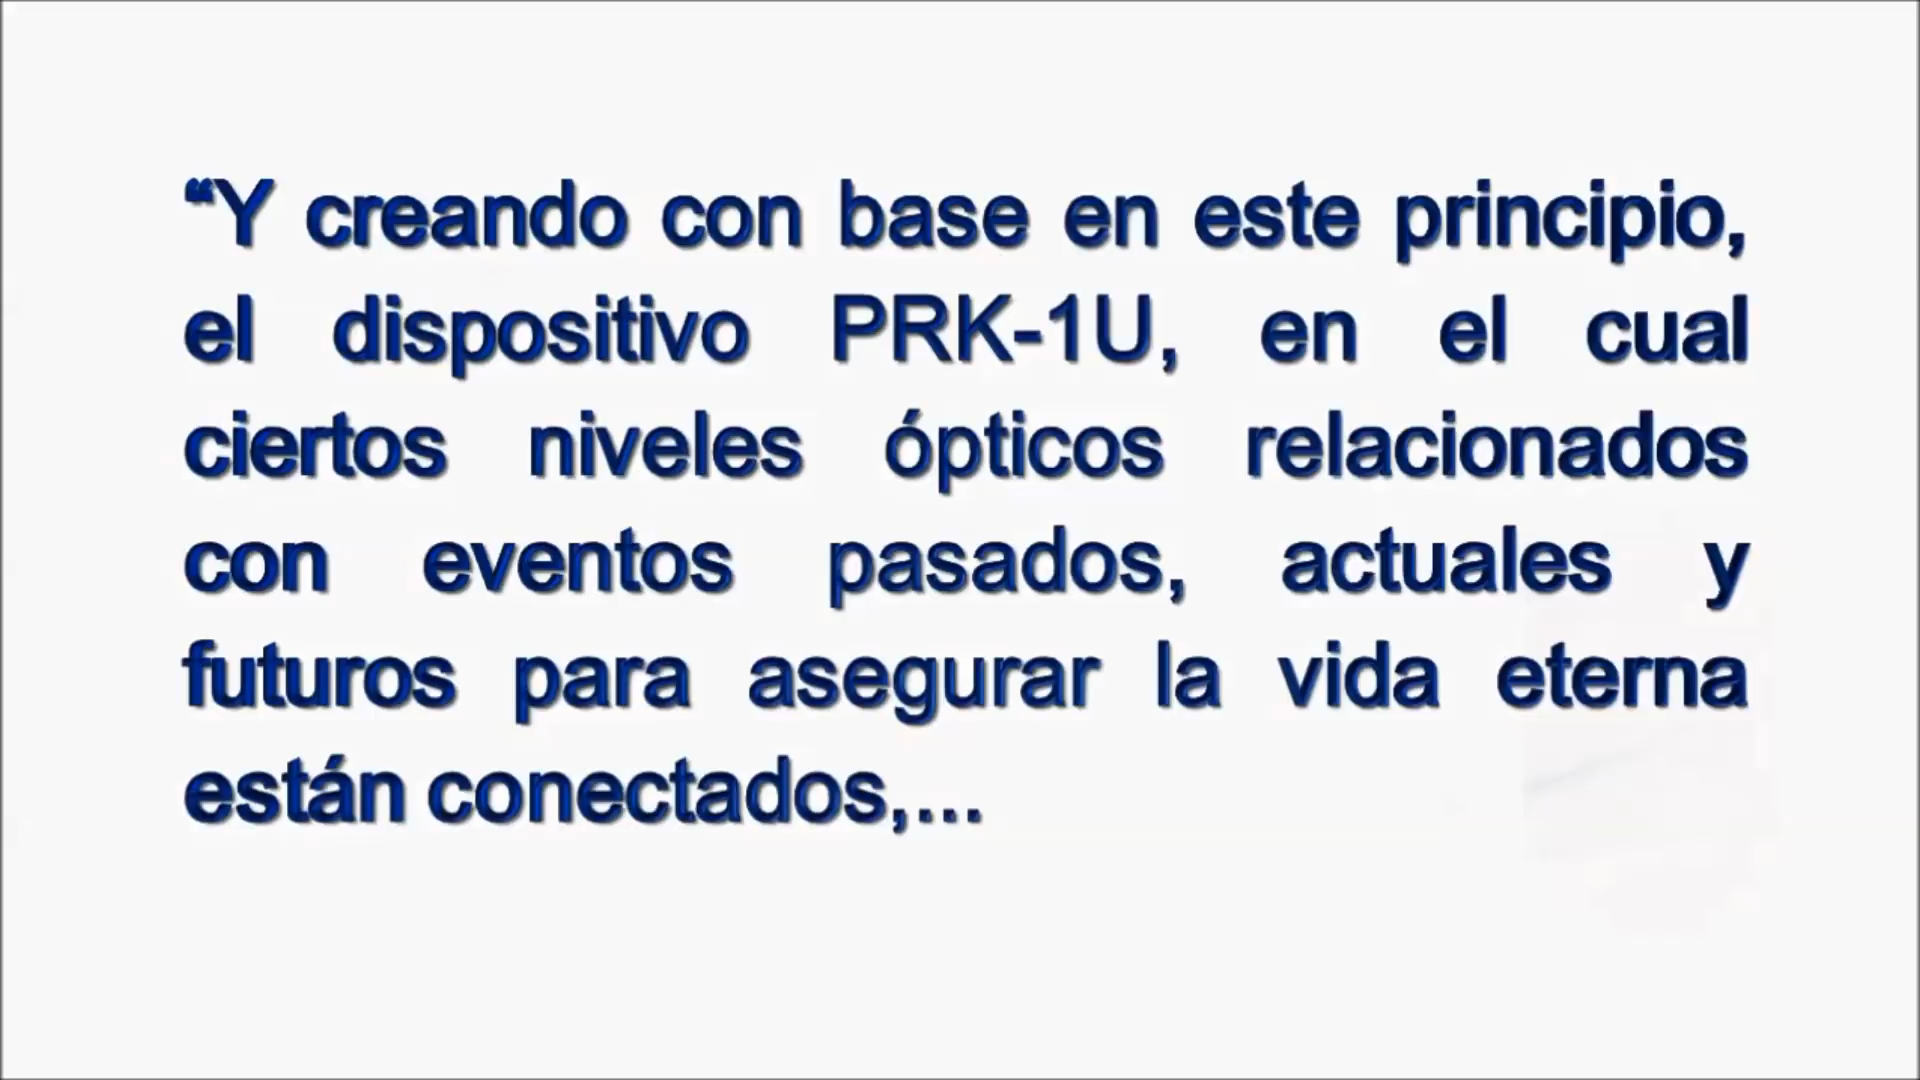 “Y creando con base en este principio,
el dispositivo PRK-1U, en el cual
ciertos niveles ópticos relacionados
con eventos pasados, actuales y
futuros para asegurar la vida eterna
están conectados,...